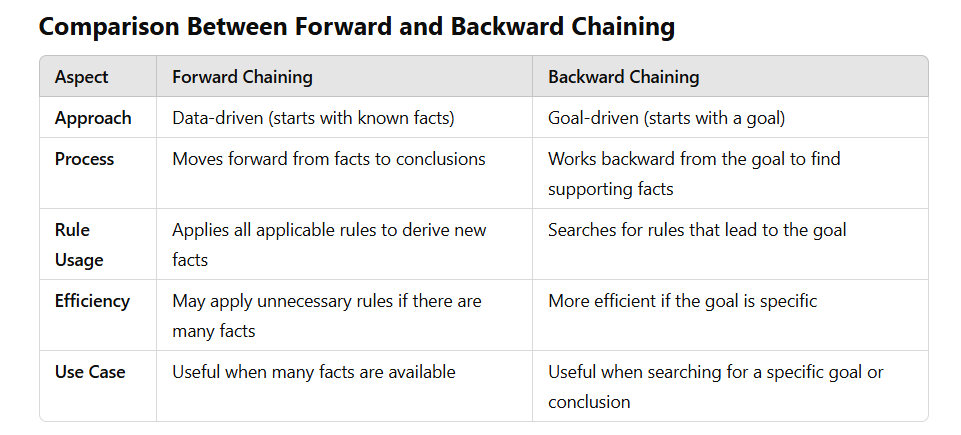 Comparison Between Forward and Backward Chaining
Aspect Forward Chaining Backward Chaining
Approach Data-driven (starts with known facts) Goal-driven (starts with a goal)
Process Moves forward from facts to conclusions Works backward from the goal to find
supporting facts
Rule Applies all applicable rules to derive new Searches for rules that lead to the goal
Usage facts
Efficiency May apply unnecessary rules if there are More efficient if the goal is specific
many facts
Use Case Useful when many facts are available Useful when searching for a specific goal or
conclusion